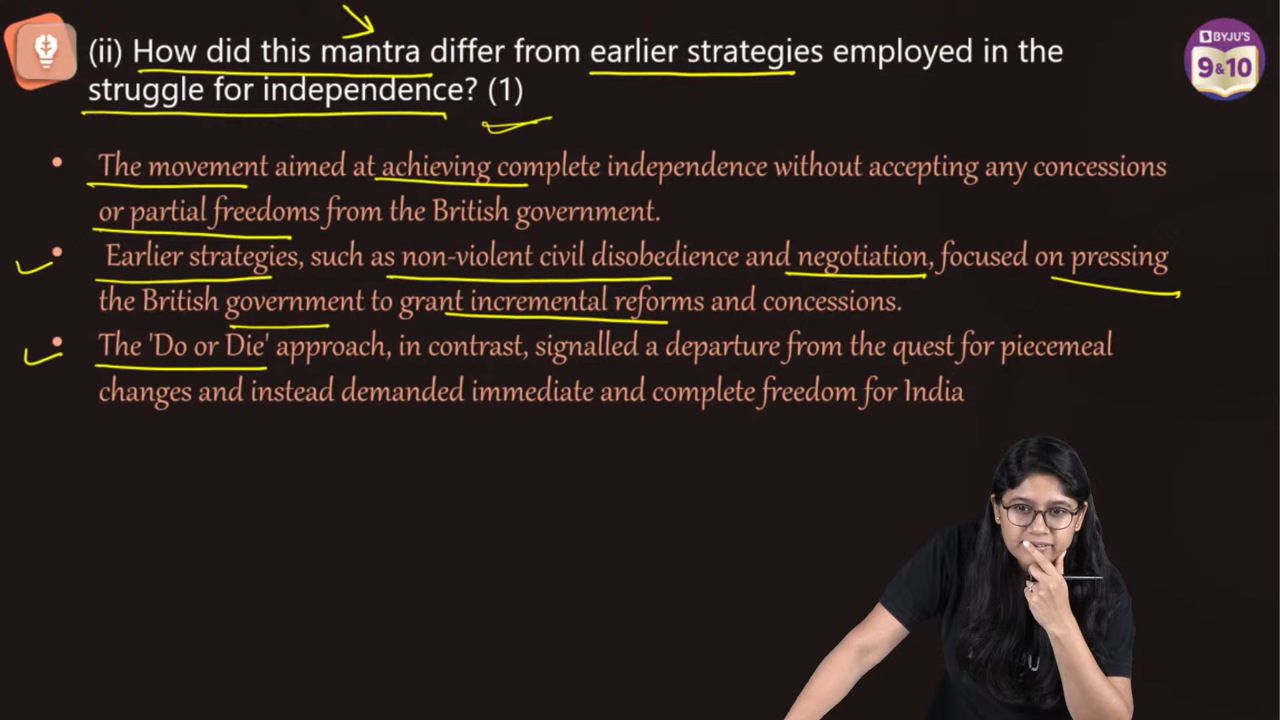 (ii) How did this mantra differ from earlier strategies employed in the
struggle for independence? (1)
BYJU'S
9&10
• The movement aimed at achieving complete independence without accepting any concessions
or partial freedoms from the British government.
• Earlier strategies, such as non-violent civil disobedience and negotiation, focused on pressing
the British government to grant incremental reforms and concessions.
• The 'Do or Die' approach, in contrast, signalled a departure from the quest for piecemeal
changes and instead demanded immediate and complete freedom for India